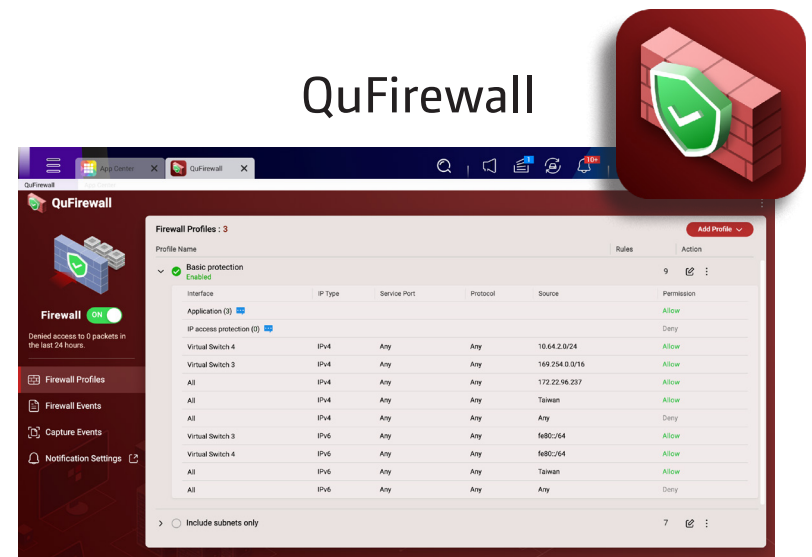 QuFirewall
App Center
QuFirewall
1
10+
QuFirewall
QuFirewall
Firewall Profiles : 3
Add Profile
Profile Name Rules Action
Basic protection 9
Enabled
Interface IP Type Service Port Protocol Source Permission
Application (3) Allow
IP access protection (0) Deny
Virtual Switch 4 IPv4 Any Any 10.64.2.0/24 Allow
Virtual Switch 3 IPv4 Any Any 169.254.0.0/16 Allow
All IPv4 Any Any 172.22.96.237 Allow
All IPv4 Any Any Taiwan Allow
All IPv4 Any Any Any Deny
Virtual Switch 3 IPv6 Any Any fe80::/64 Allow
Virtual Switch 4 IPv6 Any Any fe80::/64 Allow
All IPv6 Any Any Taiwan Allow
All IPv6 Any Any Any Deny
Include subnets only 7
Firewall ON
Denied access to 0 packets in
the last 24 hours.
Firewall Profiles
Firewall Events
Capture Events
Notification Settings